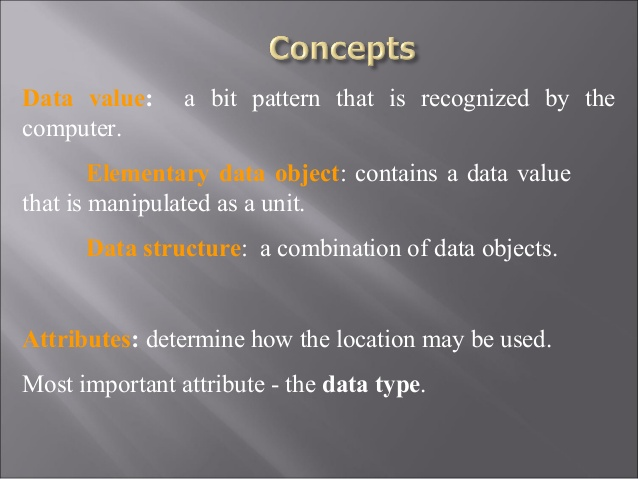 Concepts
Data value: a bit pattern that is recognized by the
computer.
Elementary data object: contains a data value
that is manipulated as a unit.
Data structure: a combination of data objects.
Attributes: determine how the location may be used.
Most important attribute - the data type.